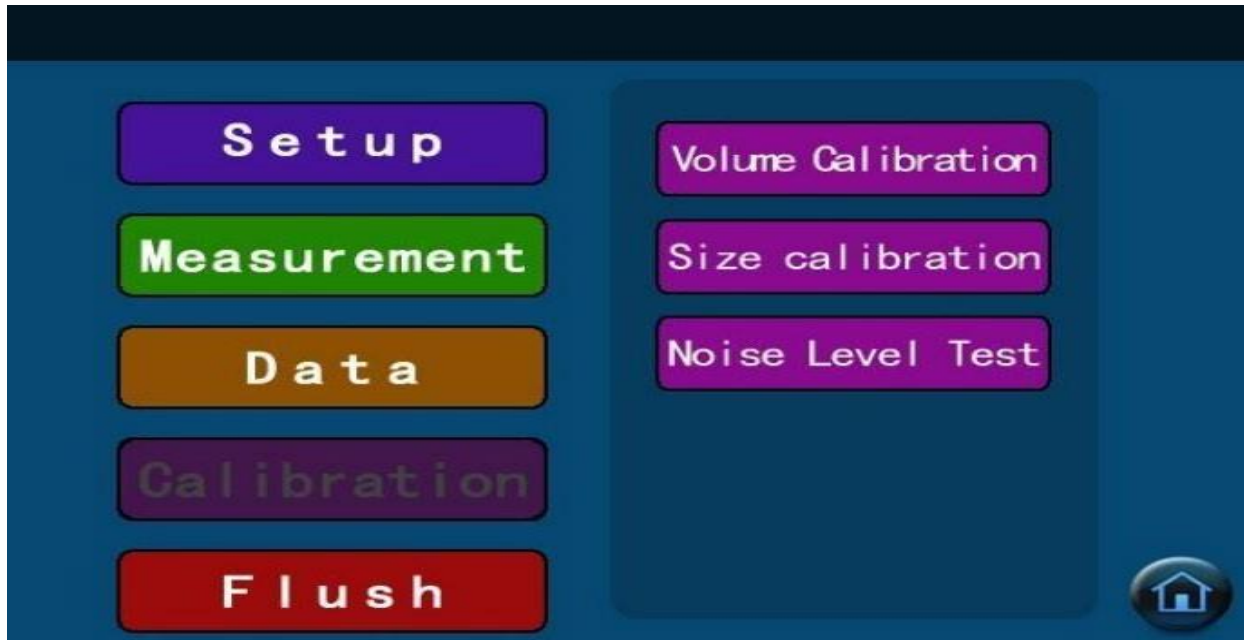 Setup
Measurement
Data
Calibration
Flush
Volume Calibration
Size calibration
Noise Level Test